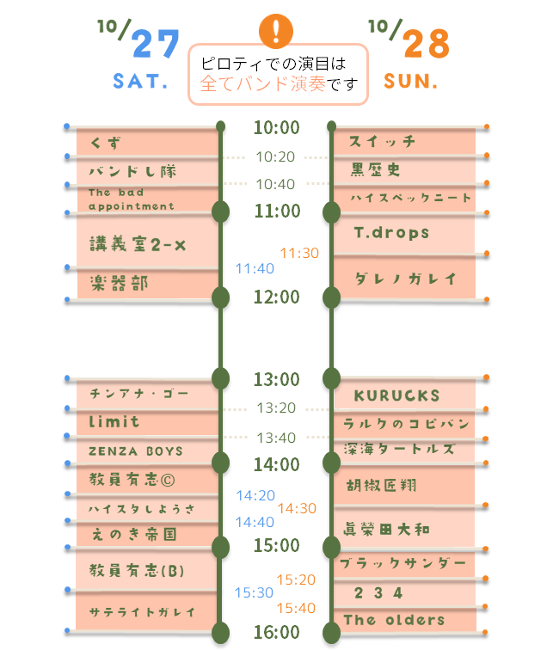 10/27
SAT.
!
ピロティでの演目は
全てバンド演奏です
10/28
SUN.
10:00
くず
スイッチ
10:20
バンドし隊
黒歴史
10:40
The bad
appointment
ハイスペックニート
11:00
講義室2-X
T.drops
11:30
11:40
楽器部
ダレノガレイ
12:00
13:00
チンアナ・ゴー
KURUCKS
13:20
limit
ラルクのコピバン
13:40
ZENZA BOYS
深海タートルズ
14:00
教員有志©
胡椒匠翔
14:20
14:30
ハイスタしようさ
14:40
えのき帝国
眞榮田大和
15:00
教員有志(B)
ブラックサンダー
15:20
15:30
2 3 4
15:40
サテライトガレイ
The olders
16:00